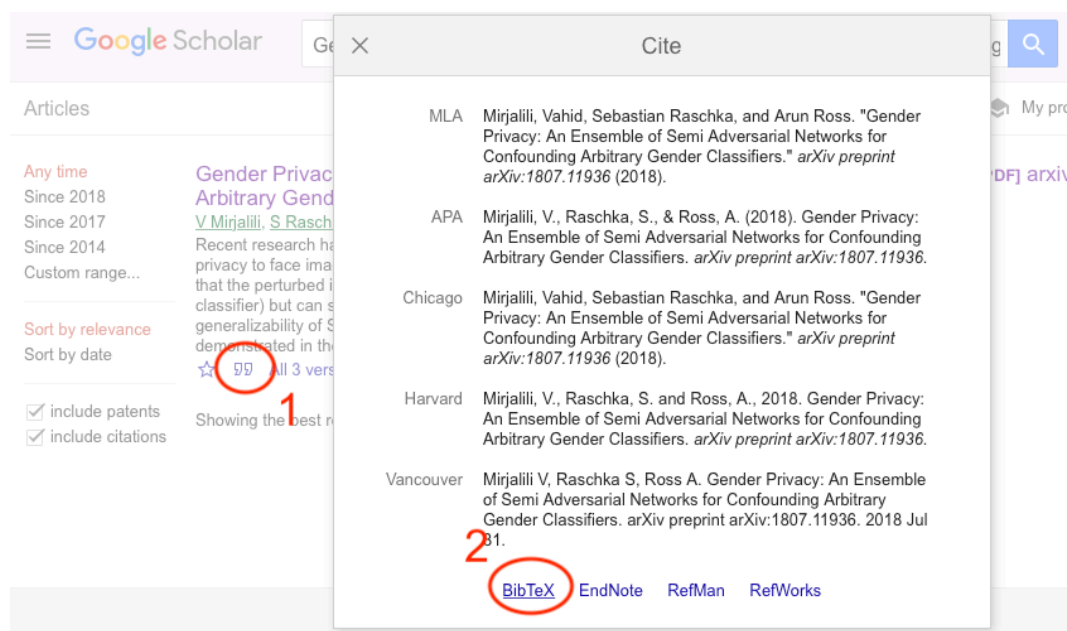 Google Scholar
Ge
g
Cite
Articles
My pro
MLA
Mirjalili, Vahid, Sebastian Raschka, and Arun Ross. "Gender
Privacy: An Ensemble of Semi Adversarial Networks for
Confounding Arbitrary Gender Classifiers." arXiv preprint
arXiv:1807.11936 (2018).
APA
Mirjalili, V., Raschka, S., & Ross, A. (2018). Gender Privacy:
An Ensemble of Semi Adversarial Networks for Confounding
Arbitrary Gender Classifiers. arXiv preprint arXiv:1807.11936.
Chicago
Mirjalili, Vahid, Sebastian Raschka, and Arun Ross. "Gender
Privacy: An Ensemble of Semi Adversarial Networks for
Confounding Arbitrary Gender Classifiers." arXiv preprint
arXiv:1807.11936 (2018).
Harvard
Mirjalili, V., Raschka, S. and Ross, A., 2018. Gender Privacy:
An Ensemble of Semi Adversarial Networks for Confounding
Arbitrary Gender Classifiers. arXiv preprint arXiv:1807.11936.
Vancouver
Mirjalili V, Raschka S, Ross A. Gender Privacy: An Ensemble
of Semi Adversarial Networks for Confounding Arbitrary
Gender Classifiers. arXiv preprint arXiv:1807.11936. 2018 Jul
31.
2
BibTeX EndNote RefMan RefWorks
Any time
Since 2018
Since 2017
Since 2014
Custom range...
Sort by relevance
Sort by date
include patents
include citations
Gender Privac
Arbitrary Gend
V Mirjalili, S Rasch
Recent research ha
privacy to face ima
that the perturbed i
classifier) but can s
generalizability of S
demonstrated in the
All 3 vers
1
Showing the best r
PDF] arxiv